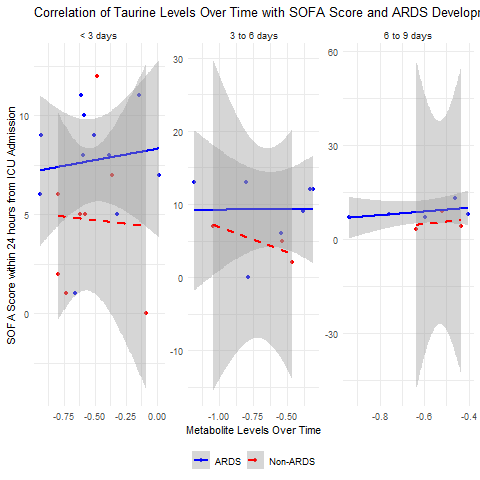 Correlation of Taurine Levels Over Time with SOFA Score and ARDS Developr
< 3 days
3 to 6 days
6 to 9 days
SOFA Score within 24 hours from ICU Admission
10
5
0
30
20
10
0
-10
60
30
0
-30
-0.75 -0.50 -0.25 0.00
-1.00 -0.75 -0.50
-0.8 -0.6 -0.4
Metabolite Levels Over Time
ARDS Non-ARDS